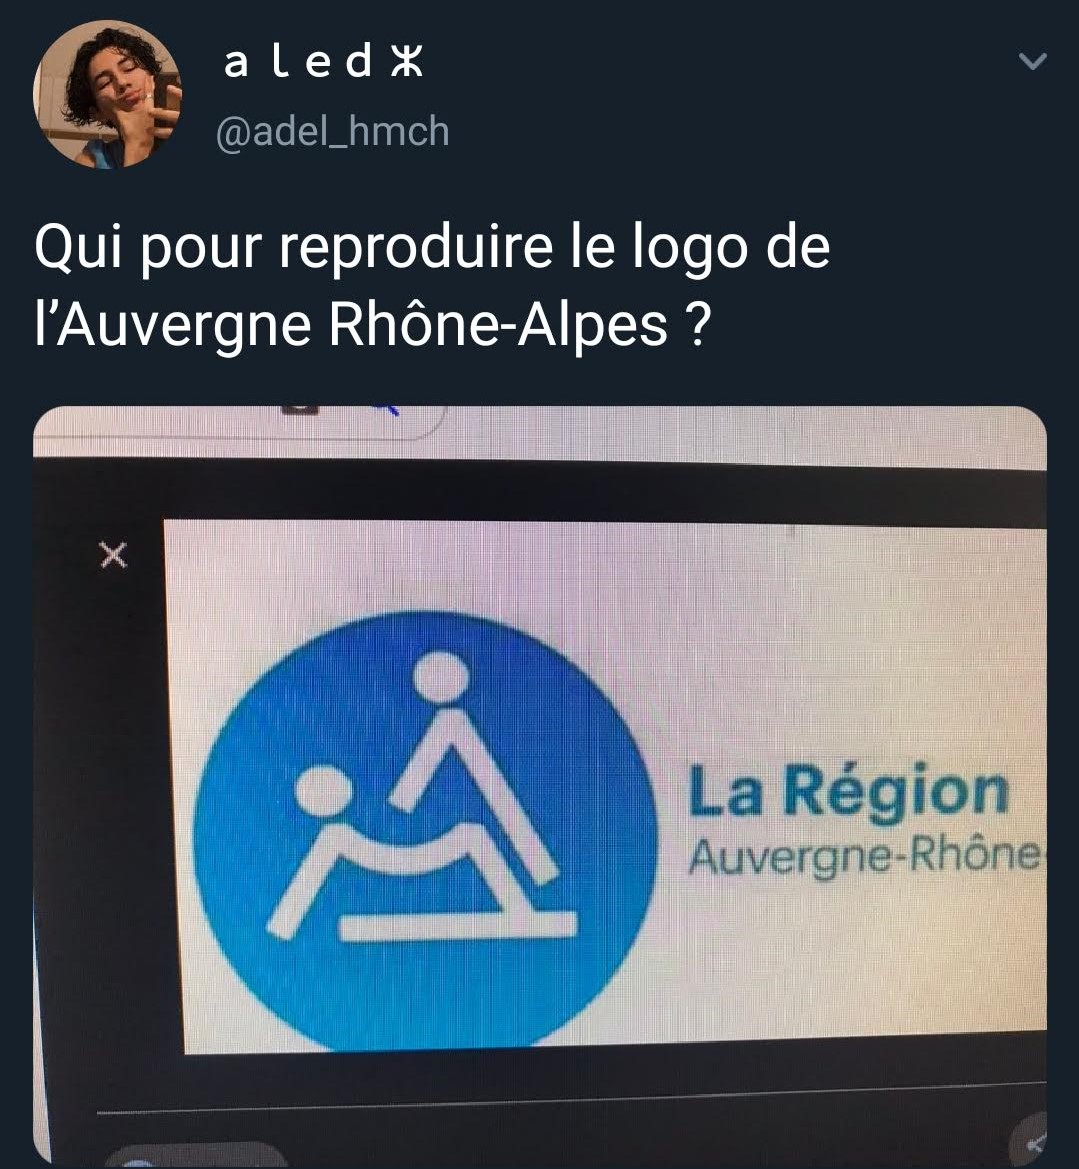 a l e d ⵣ
@adel_hmch
Qui pour reproduire le logo de
l’Auvergne Rhône-Alpes ?
La Région
Auvergne-Rhône-